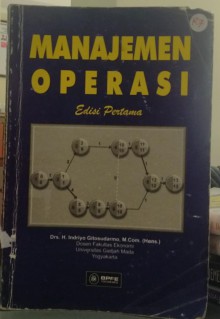 MANAJEMEN
OPERASI
Edisi Pertama
Drs. H. Indriyo Gitosudarmo, M.Com. (Hons.)
Dosen Fakultas Ekonomi
Universitas Gadjah Mada
Yogyakarta
BPFE